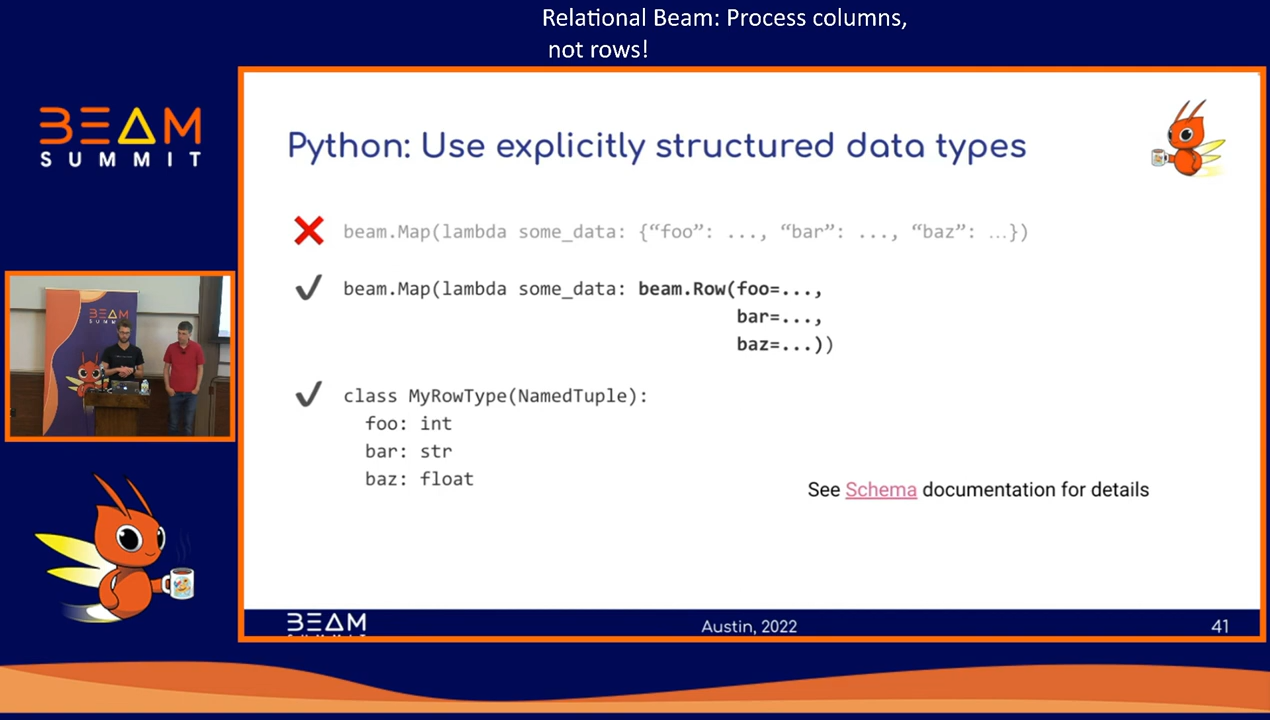 Relational Beam: Process columns,
not rows!
BEAM
SUMMIT
Python: Use explicitly structured data types
beam.Map(lambda some_data: {“foo”: ..., “bar”: ..., “baz”: …})
beam.Map(lambda some_data: beam.Row(foo=...,
bar=...,
baz=...))
class MyRowType(NamedTuple):
foo: int
bar: str
baz: float
See Schema documentation for details
BEAM
SUMMIT
BEAM
Austin, 2022
41